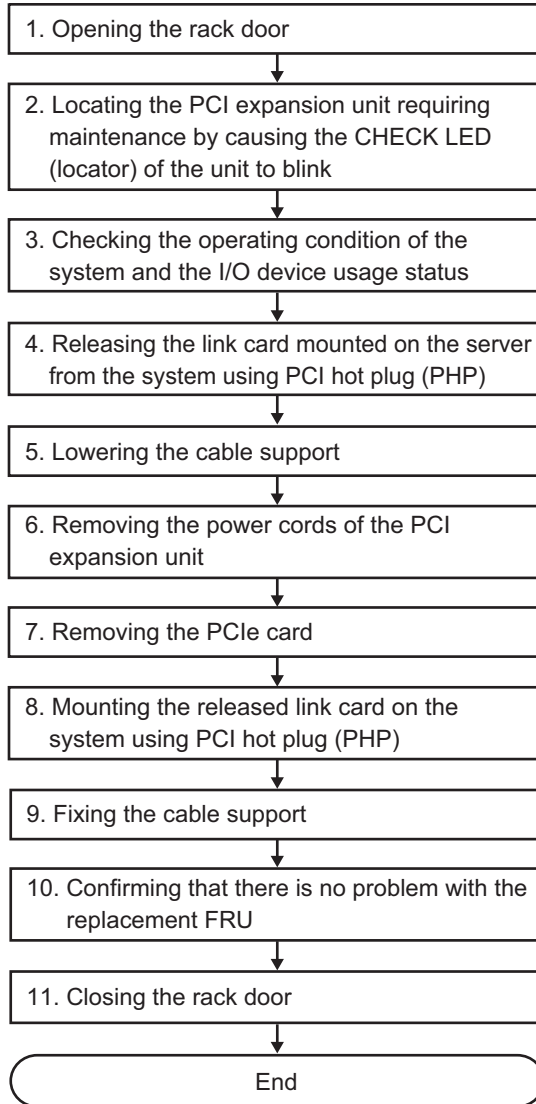 1. Opening the rack door
2. Locating the PCI expansion unit requiring
maintenance by causing the CHECK LED
(locator) of the unit to blink
3. Checking the operating condition of the
system and the I/O device usage status
4. Releasing the link card mounted on the server
from the system using PCI hot plug (PHP)
5. Lowering the cable support
6. Removing the power cords of the PCI
expansion unit
7. Removing the PCIe card
8. Mounting the released link card on the
system using PCI hot plug (PHP)
9. Fixing the cable support
10. Confirming that there is no problem with the
replacement FRU
11. Closing the rack door
End